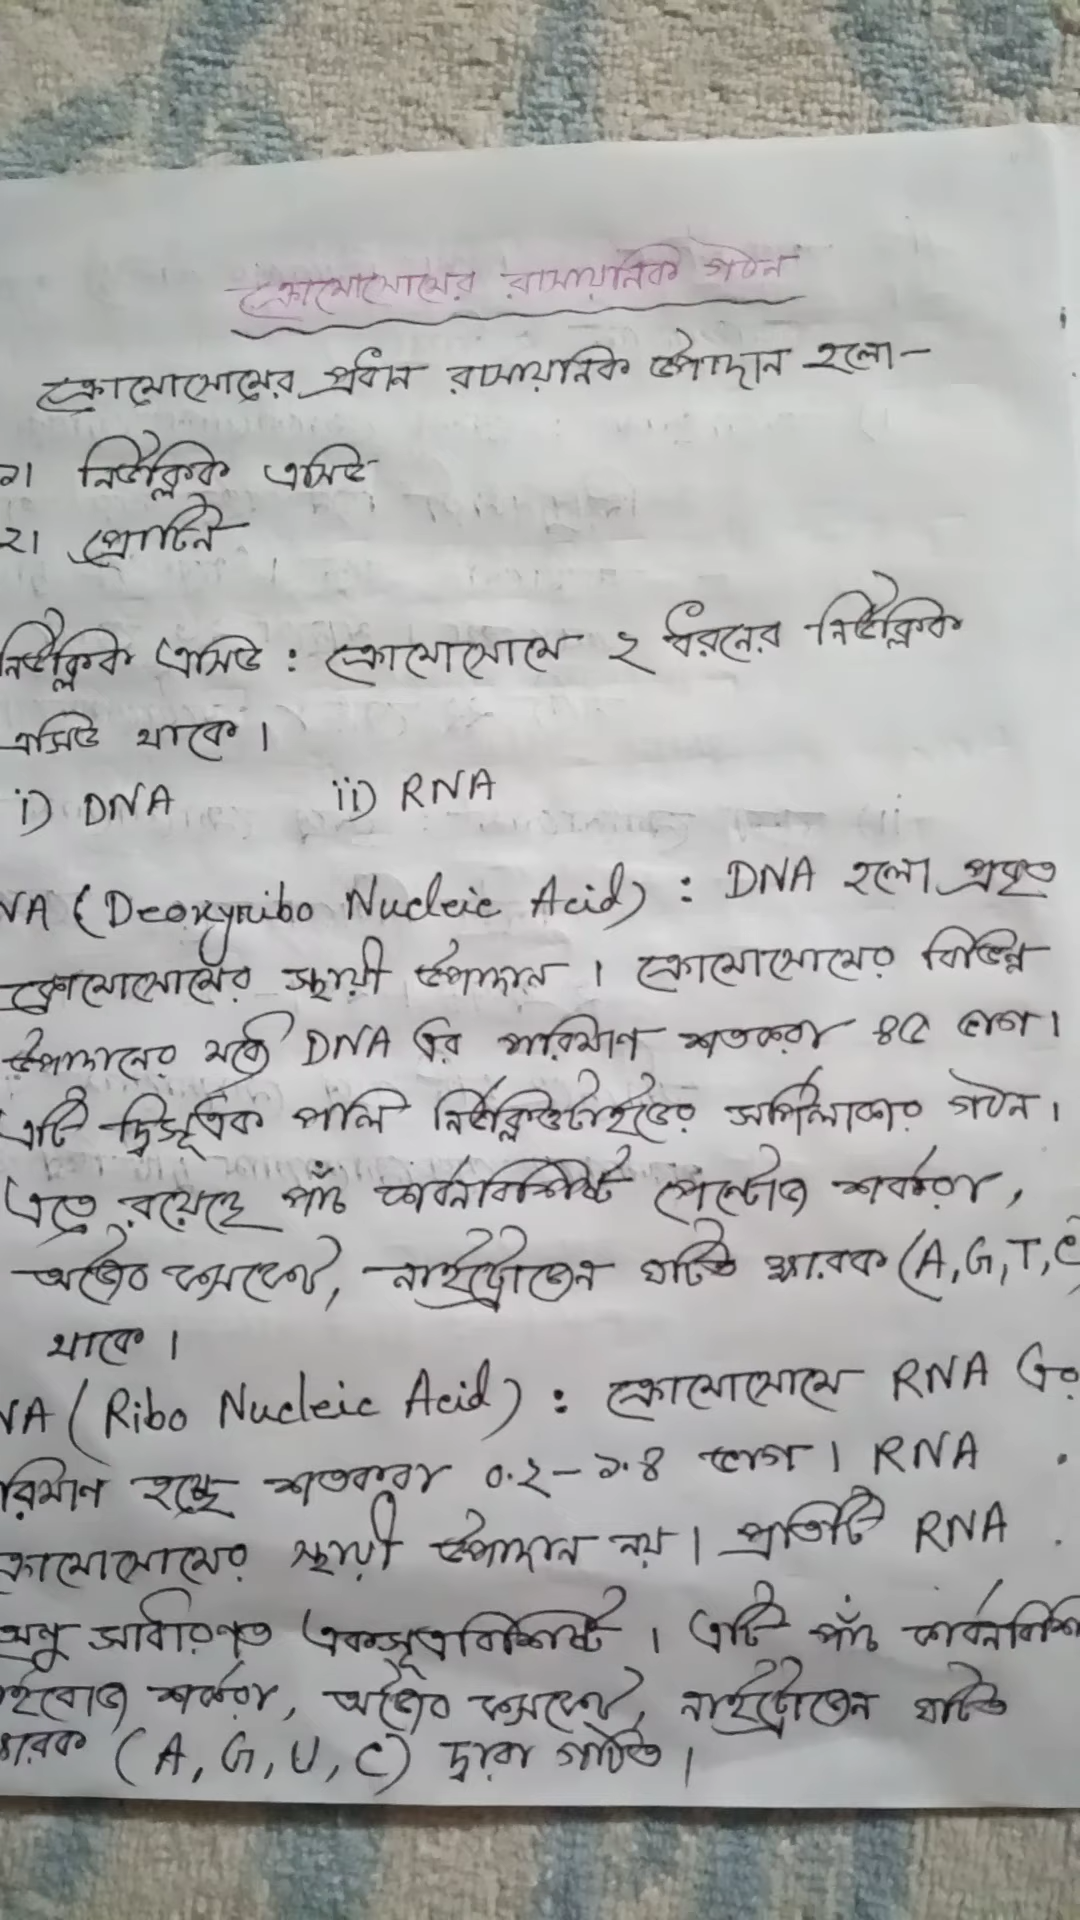 ক্রোমোসোমের রাসায়নিক গঠন
ক্রোমোসোমের প্রধান রাসায়নিক উপাদান হলো-
১। নিউক্লিক এসিড
২। প্রোটিন
নিউক্লিক এসিড : ক্রোমোসোমে ২ ধরনের নিউক্লিক
এসিড থাকে।
i) DNA ii) RNA
NA (Deoxyribo Nucleic Acid) : DNA হলো প্রকৃত
ক্রোমোসোমের স্থায়ী উপাদান। ক্রোমোসোমের বিভিন্ন
উপাদানের মধ্যে DNA এর পরিমাণ শতকরা ৪৫ ভাগ।
এটি দ্বিসূত্রক পলি নিউক্লিওটাইডের সর্পিলাকার গঠন।
এতে রয়েছে পাঁচ কার্বনবিশিষ্ট পেন্টোজ শর্করা,
অজৈব ফসফেট, নাইট্রোজেন ঘটিত ক্ষারক (A, G, T, C)
থাকে।
NA (Ribo Nucleic Acid) : ক্রোমোসোমে RNA এর
রিমাণ হচ্ছে শতকরা ০.২-১.৪ ভাগ। RNA
ক্রোমোসোমের স্থায়ী উপাদান নয়। প্রতিটি RNA
অনু সাধারণত একসূত্রবিশিষ্ট। এটি পাঁচ কার্বনবিশি
ইবোজ শর্করা, অজৈব ফসফেট, নাইট্রোজেন ঘটিত
ক্ষারক (A, G, U, C) দ্বারা গঠিত।